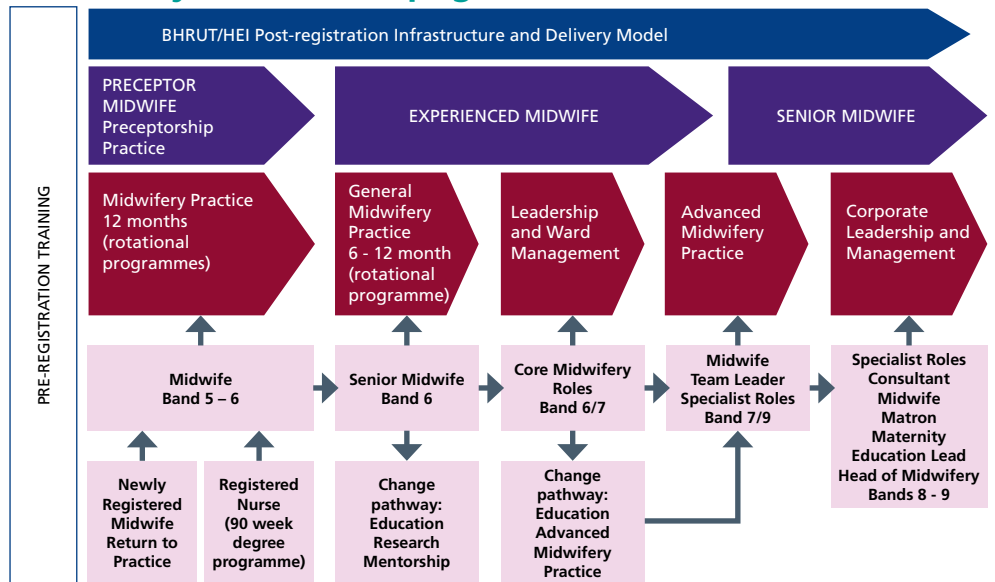 BHRUT/HEI Post-registration Infrastructure and Delivery Model
PRE-REGISTRATION TRAINING
PRECEPTOR
MIDWIFE
Preceptorship
Practice
EXPERIENCED MIDWIFE
SENIOR MIDWIFE
Midwifery Practice
12 months
(rotational
programmes)
General
Midwifery
Practice
6 - 12 month
(rotational
programme)
Leadership
and Ward
Management
Advanced
Midwifery
Practice
Corporate
Leadership and
Management
Midwife
Band 5 – 6
Senior Midwife
Band 6
Core Midwifery
Roles
Band 6/7
Midwife
Team Leader
Specialist Roles
Band 7/9
Specialist Roles
Consultant
Midwife
Matron
Maternity
Education Lead
Head of Midwifery
Bands 8 - 9
Newly
Registered
Midwife
Return to
Practice
Registered
Nurse
(90 week
degree
programme)
Change
pathway:
Education
Research
Mentorship
Change
pathway:
Education
Advanced
Midwifery
Practice